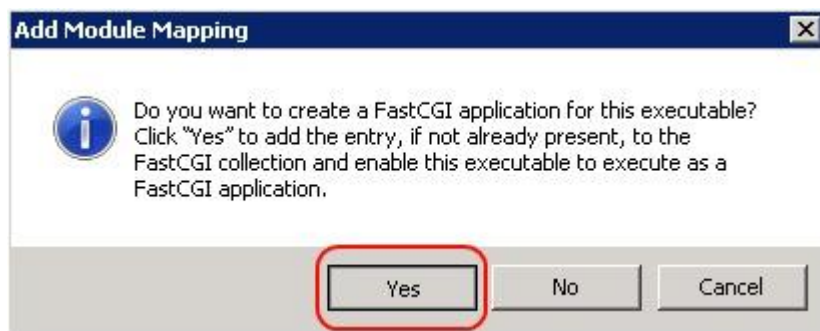 Add Module Mapping
Do you want to create a FastCGI application for this executable?
Click "Yes" to add the entry, if not already present, to the
FastCGI collection and enable this executable to execute as a
FastCGI application.
Yes
No
Cancel